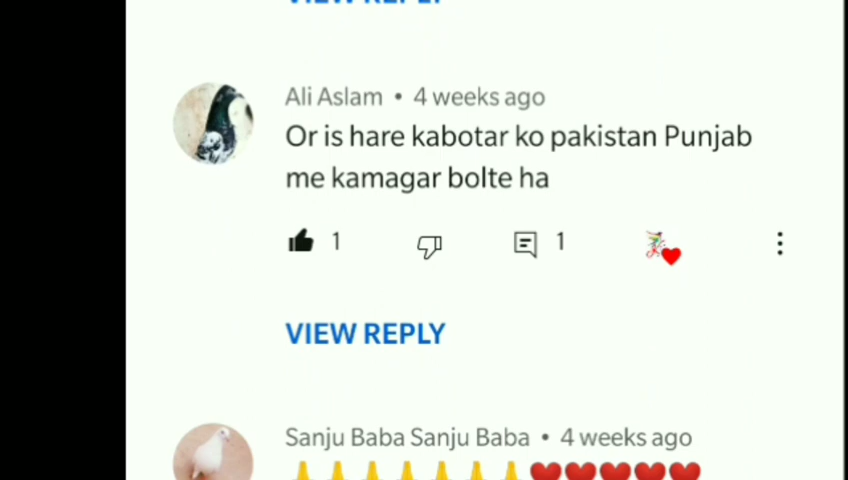 VIEW REPLY
Ali Aslam • 4 weeks ago
Or is hare kabotar ko pakistan Punjab
me kamagar bolte ha
1 1
VIEW REPLY
Sanju Baba Sanju Baba • 4 weeks ago
🙏🙏🙏🙏🙏🙏🙏❤️❤️❤️❤️❤️